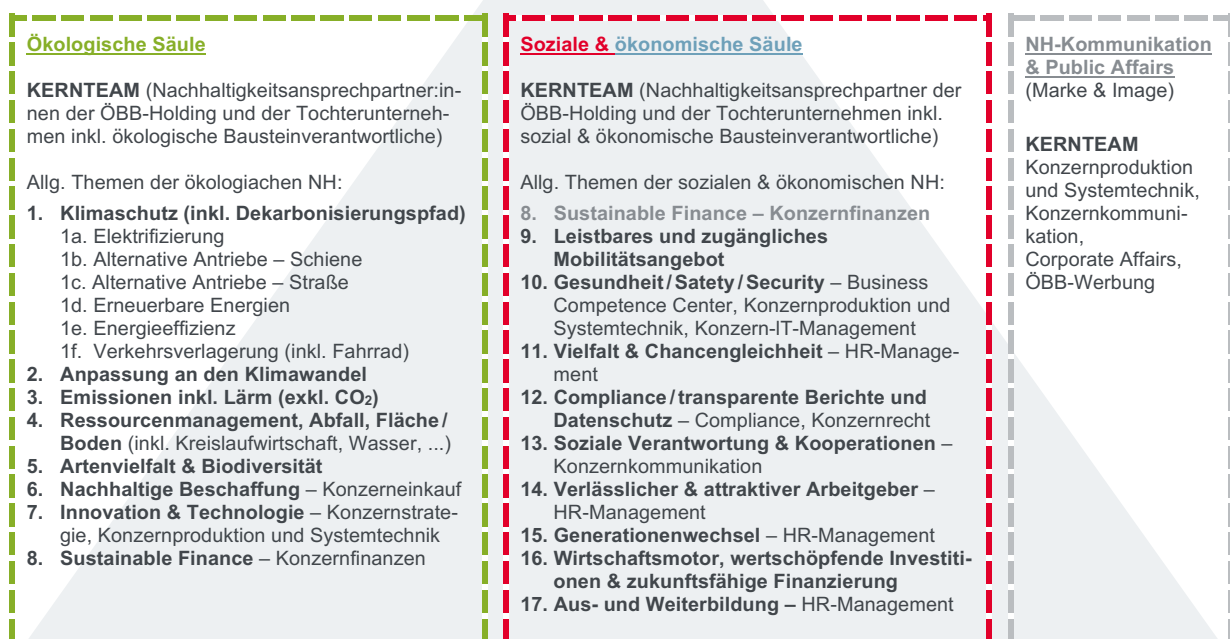 Ökologische Säule
KERNTEAM (Nachhaltigkeitsansprechpartner:in-
nen der ÖBB-Holding und der Tochterunterneh-
men inkl. ökologische Bausteinverantwortliche)
Allg. Themen der ökologiachen NH:
1. Klimaschutz (inkl. Dekarbonisierungspfad)
1a. Elektrifizierung
1b. Alternative Antriebe – Schiene
1c. Alternative Antriebe – Straße
1d. Erneuerbare Energien
1e. Energieeffizienz
1f. Verkehrsverlagerung (inkl. Fahrrad)
2. Anpassung an den Klimawandel
3. Emissionen inkl. Lärm (exkl. CO₂)
4. Ressourcenmanagement, Abfall, Fläche/
Boden (inkl. Kreislaufwirtschaft, Wasser, ...)
5. Artenvielfalt & Biodiversität
6. Nachhaltige Beschaffung – Konzerneinkauf
7. Innovation & Technologie – Konzernstrate-
gie, Konzernproduktion und Systemtechnik
8. Sustainable Finance – Konzernfinanzen
Soziale & ökonomische Säule
KERNTEAM (Nachhaltigkeitsansprechpartner der
ÖBB-Holding und der Tochterunternehmen inkl.
sozial & ökonomische Bausteinverantwortliche)
Allg. Themen der sozialen & ökonomischen NH:
8. Sustainable Finance – Konzernfinanzen
9. Leistbares und zugängliches
Mobilitätsangebot
10. Gesundheit/Satety/Security – Business
Competence Center, Konzernproduktion und
Systemtechnik, Konzern-IT-Management
11. Vielfalt & Chancengleichheit – HR-Manage-
ment
12. Compliance/transparente Berichte und
Datenschutz – Compliance, Konzernrecht
13. Soziale Verantwortung & Kooperationen –
Konzernkommunikation
14. Verlässlicher & attraktiver Arbeitgeber –
HR-Management
15. Generationenwechsel – HR-Management
16. Wirtschaftsmotor, wertschöpfende Investiti-
onen & zukunftsfähige Finanzierung
17. Aus- und Weiterbildung – HR-Management
NH-Kommunikation
& Public Affairs
(Marke & Image)
KERNTEAM
Konzernproduktion
und Systemtechnik,
Konzernkommuni-
kation,
Corporate Affairs,
ÖBB-Werbung